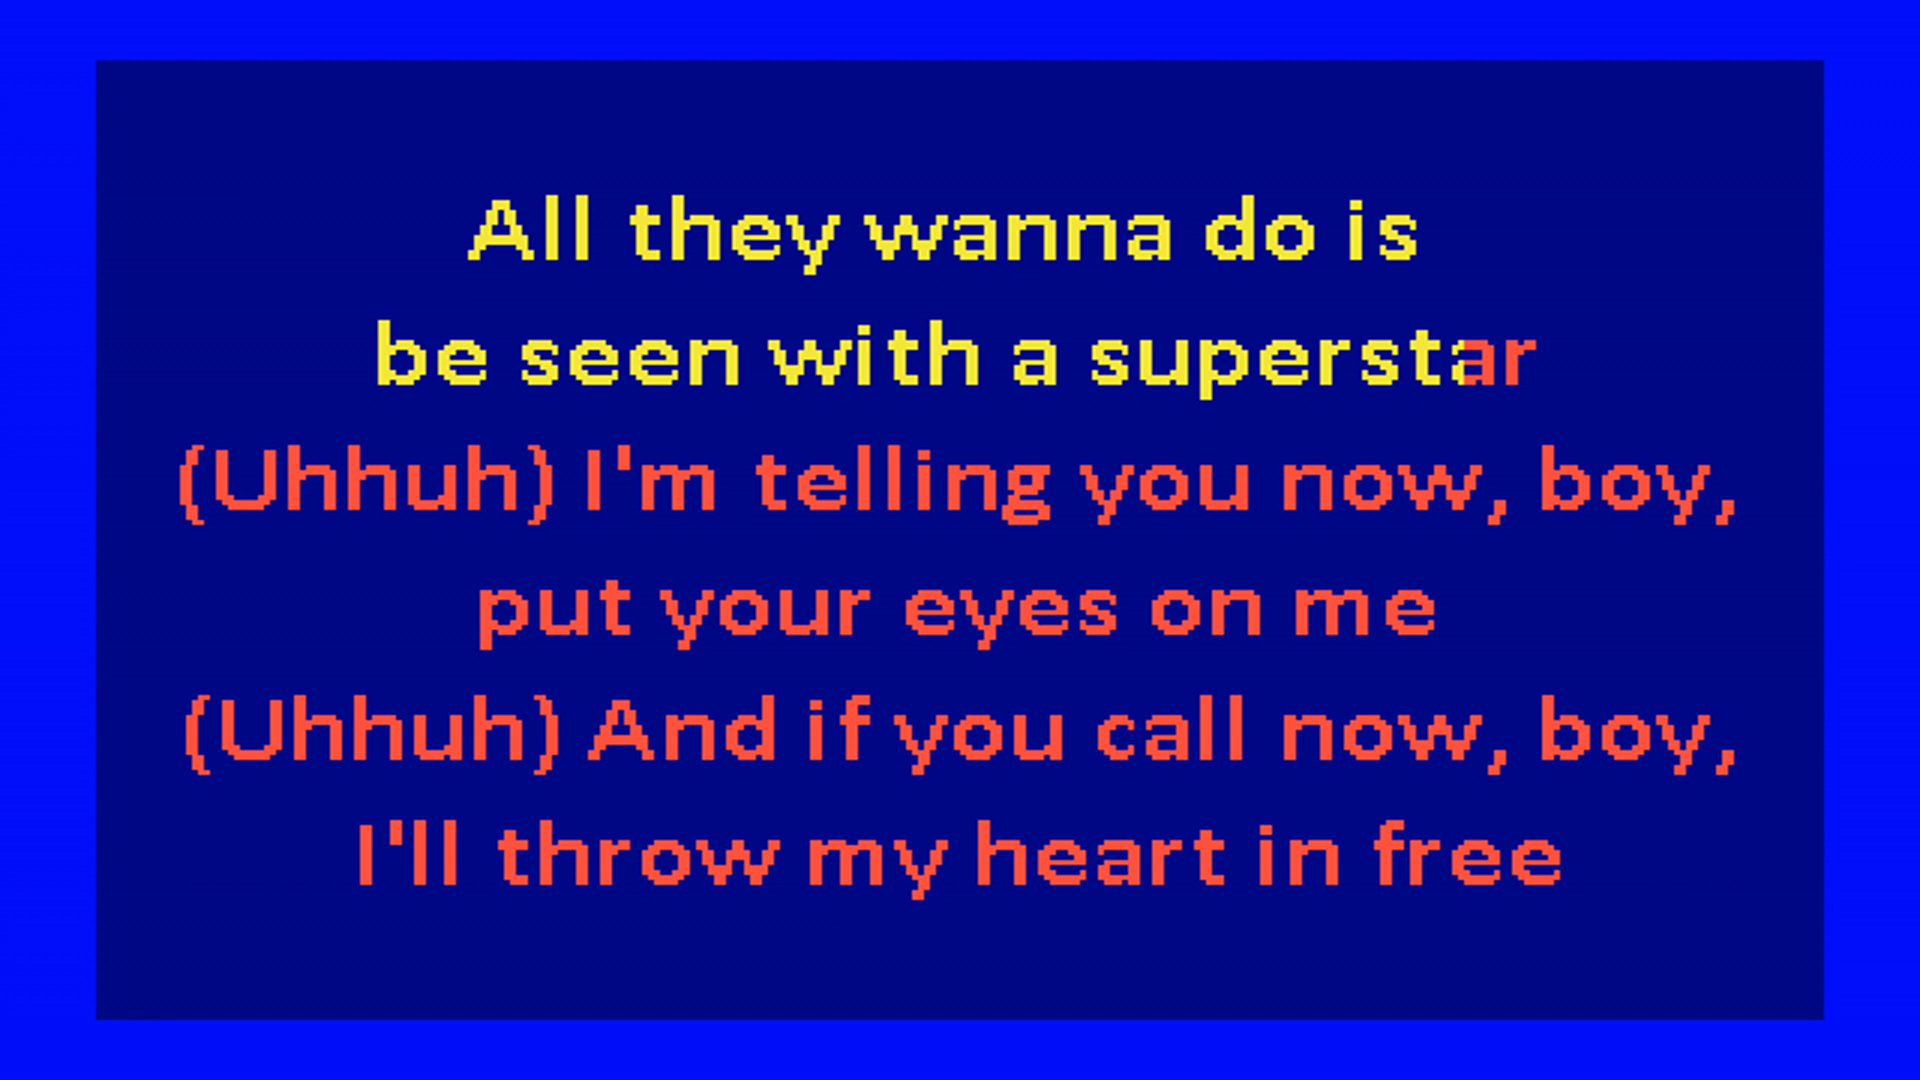 All they wanna do is
be seen with a superstar
(Uhhuh) I'm telling you now, boy,
put your eyes on me
(Uhhuh) And if you call now, boy,
I'll throw my heart in free